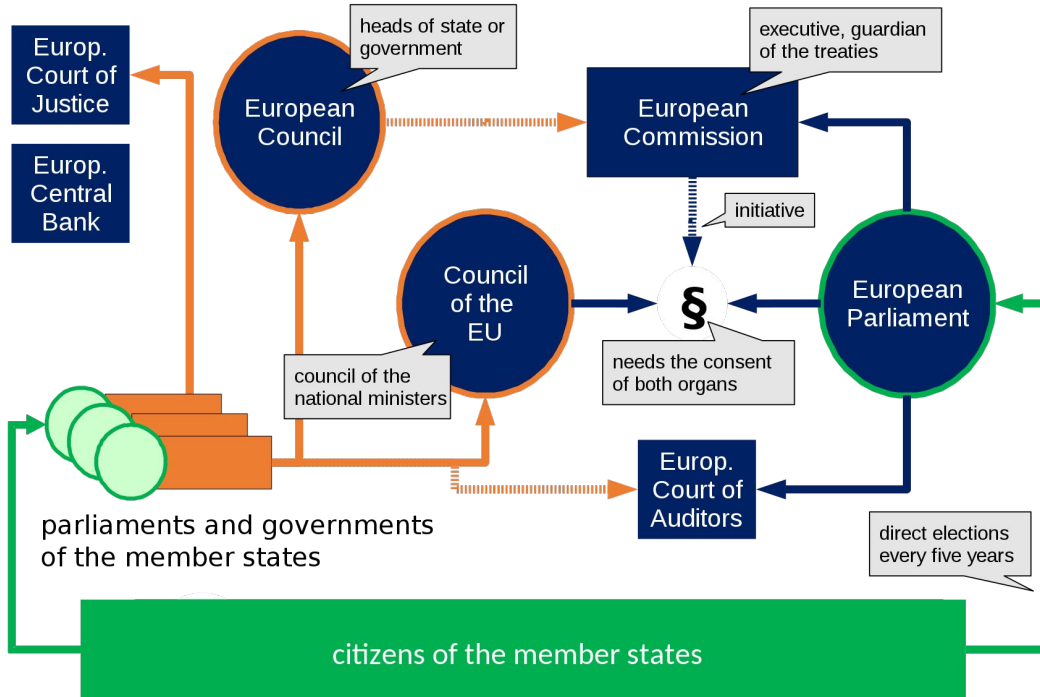 Europ.
Court of
Justice
heads of state or
government
executive, guardian
of the treaties
European
Council
European
Commission
Europ.
Central
Bank
initiative
Council
of the
EU
§
European
Parliament
council of the
national ministers
needs the consent
of both organs
Europ.
Court of
Auditors
parliaments and governments
of the member states
direct elections
every five years
citizens of the member states